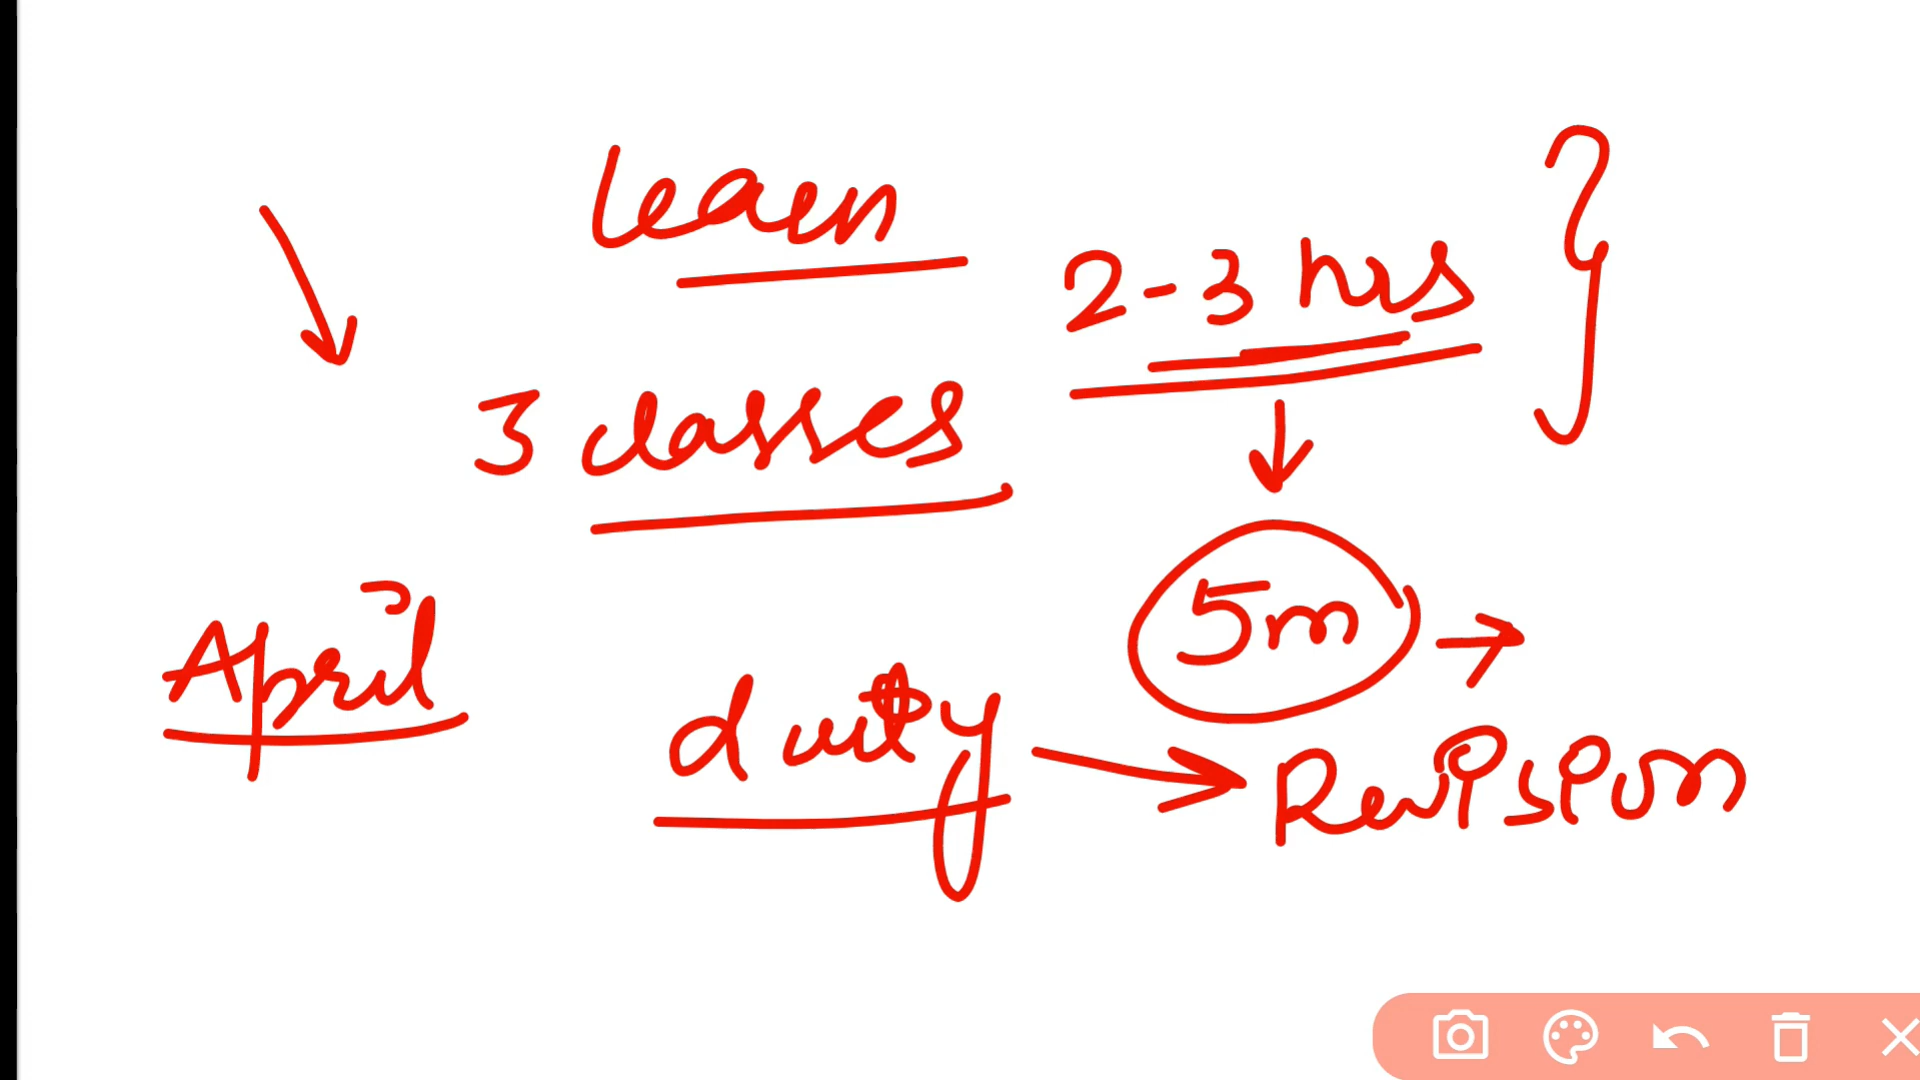 learn
2-3 hrs
3 classes
5m
April
duty → Revision